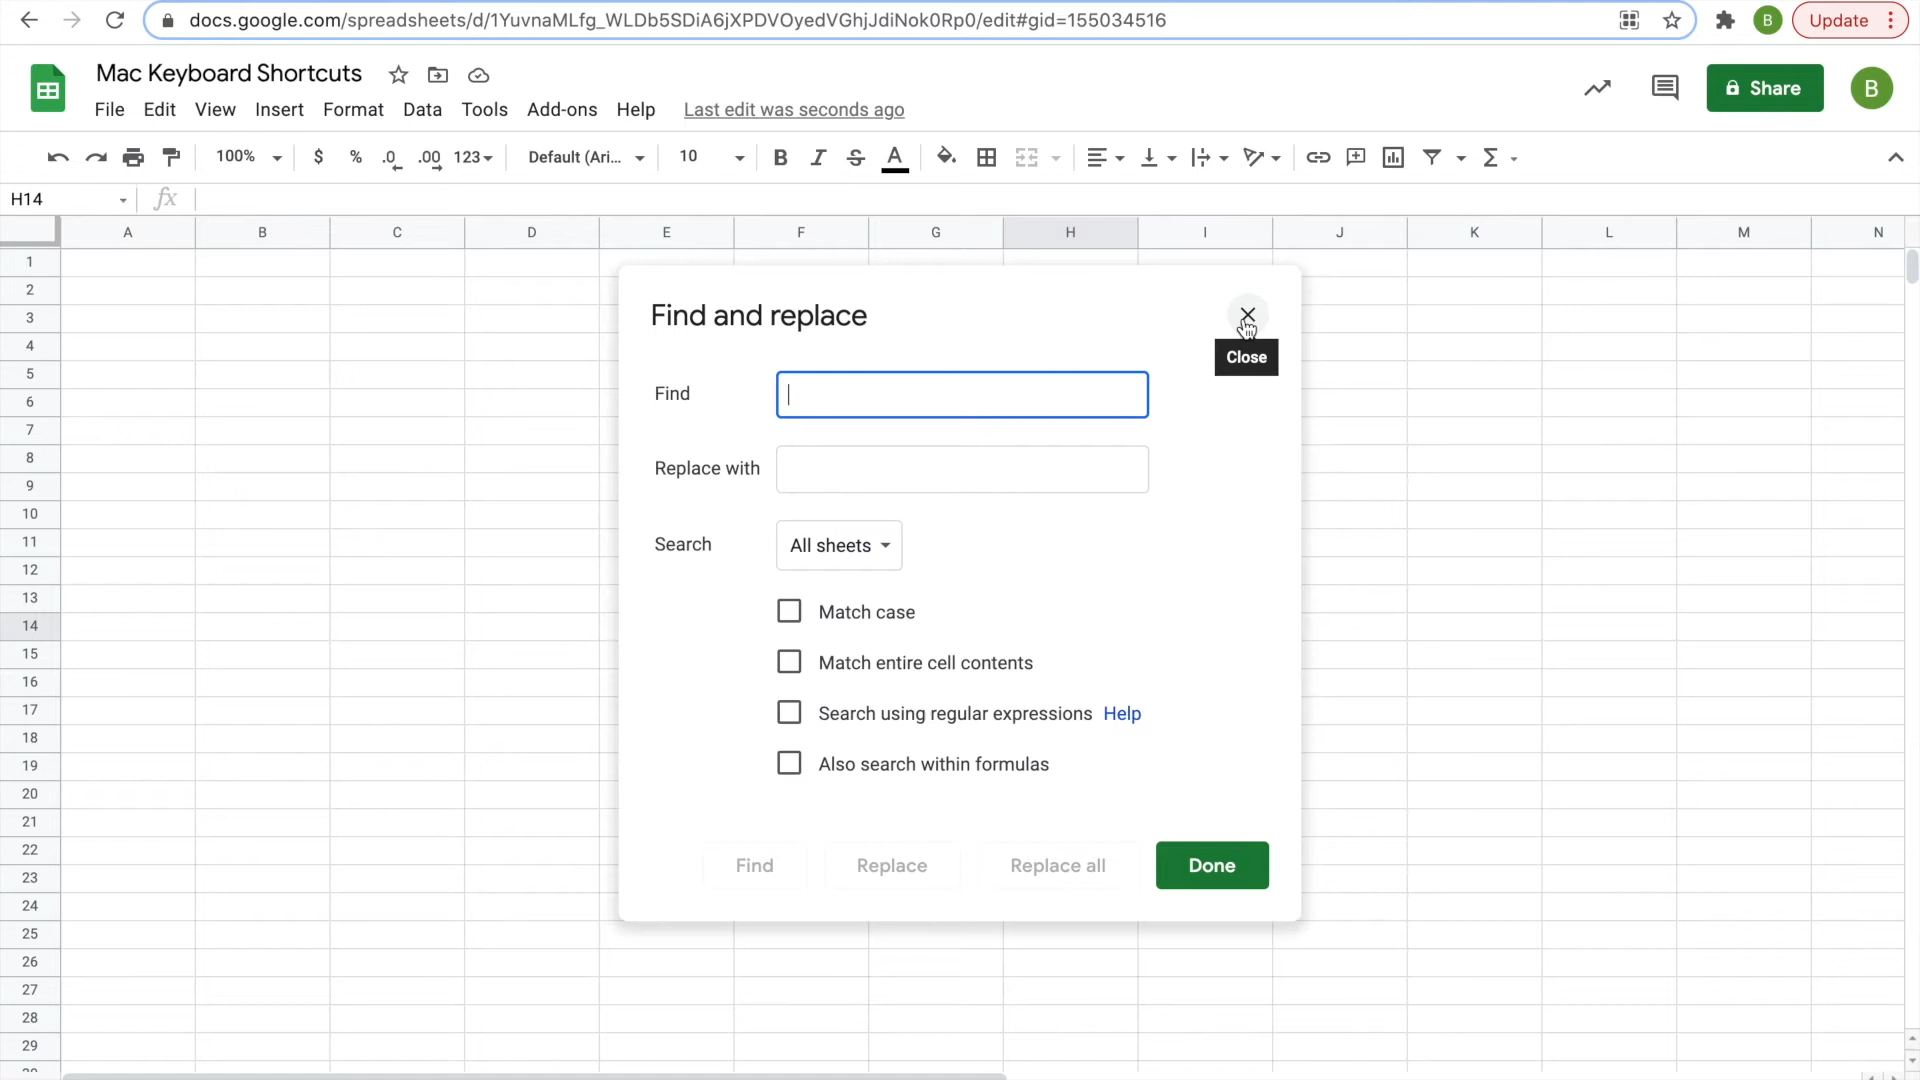 docs.google.com/spreadsheets/d/1YuvnaMLfg_WLDb5SDiA6jXPDVOyedVGhjJdiNok0Rp0/edit#gid=155034516
B
Update
Mac Keyboard Shortcuts
File Edit View Insert Format Data Tools Add-ons Help Last edit was seconds ago
Share
B
100% $ % .0 .00 123 Default (Ari... 10 B I S A Σ
H14 fx
A B C D E F G H I J K L M N
1
2
3
4
5
6
7
8
9
10
11
12
13
14
15
16
17
18
19
20
21
22
23
24
25
26
27
28
29
Find and replace
Close
Find
Replace with
Search All sheets
Match case
Match entire cell contents
Search using regular expressions Help
Also search within formulas
Find Replace Replace all Done